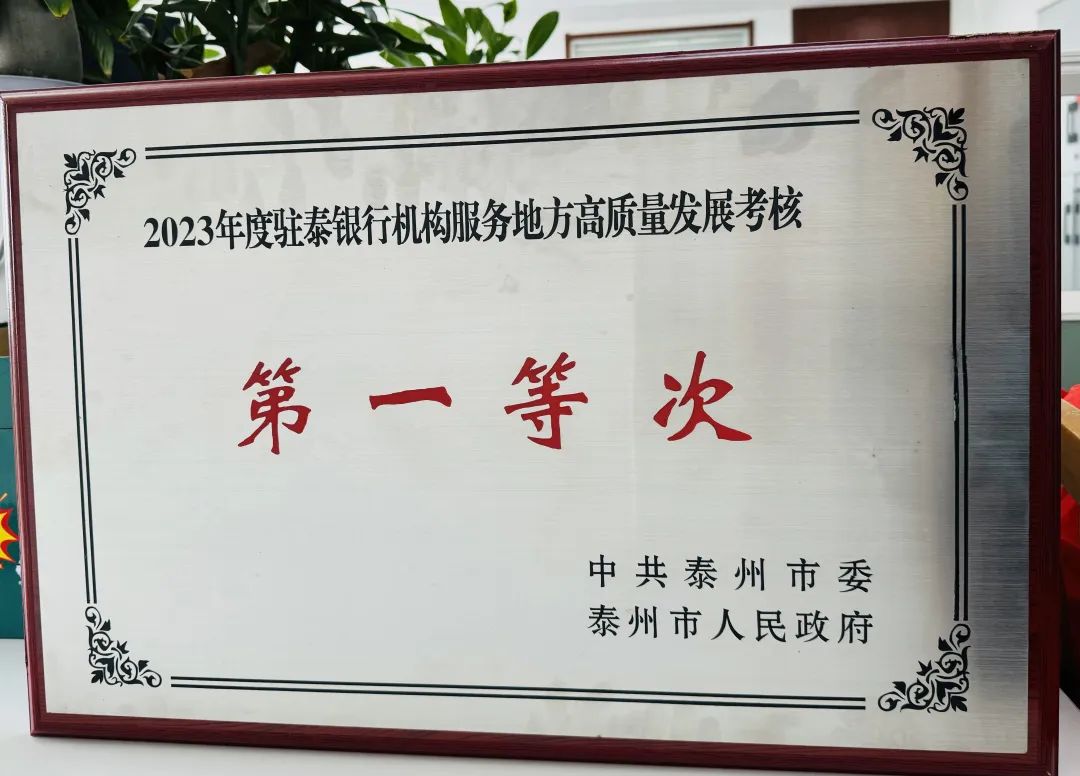 2023年度驻泰银行机构服务地方高质量发展考核
第一等次
中共泰州市委
泰州市人民政府